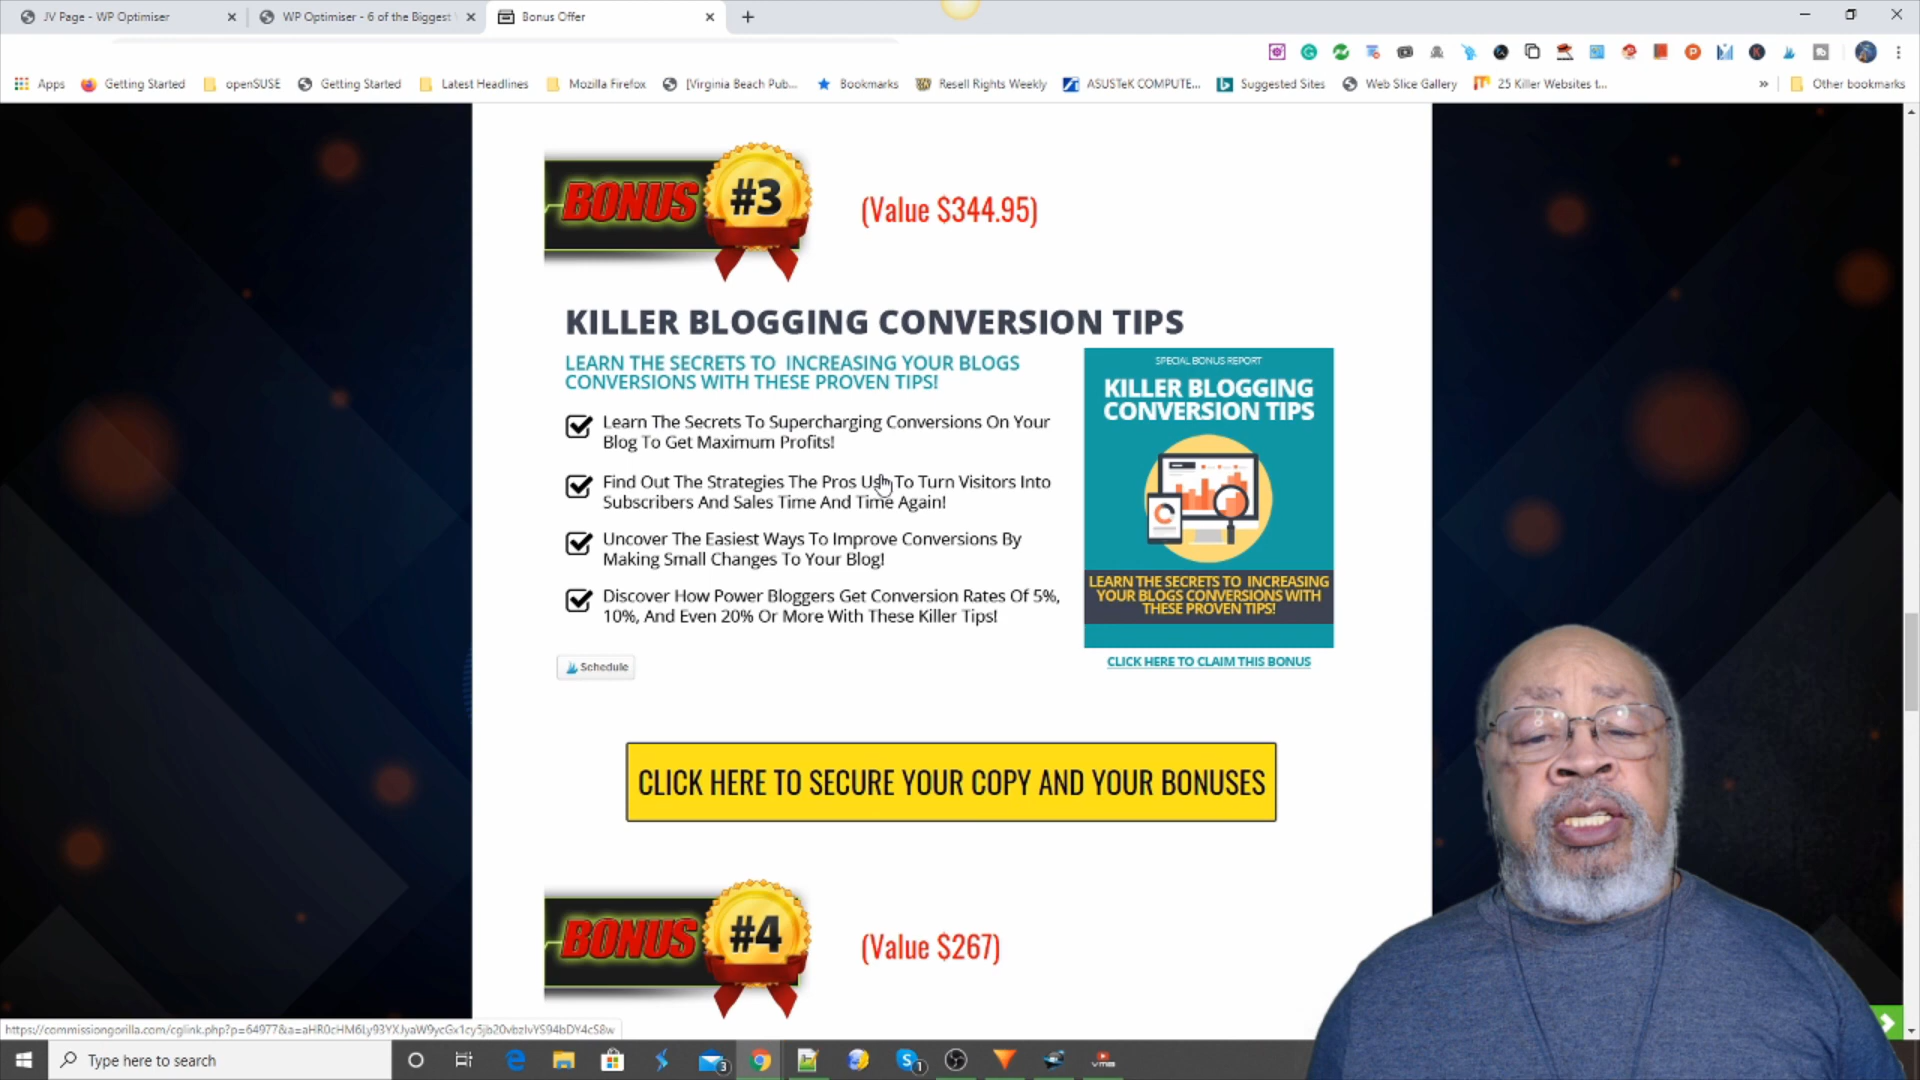 JV Page - WP Optimiser
WP Optimiser - 6 of the Biggest
Bonus Offer
Apps
Getting Started
openSUSE
Getting Started
Latest Headlines
Mozilla Firefox
[Virginia Beach Pub...
Bookmarks
Resell Rights Weekly
ASUSTeK COMPUTE...
Suggested Sites
Web Slice Gallery
25 Killer Websites t...
Other bookmarks
BONUS #3
(Value $344.95)
KILLER BLOGGING CONVERSION TIPS
LEARN THE SECRETS TO INCREASING YOUR BLOGS
CONVERSIONS WITH THESE PROVEN TIPS!
Learn The Secrets To Supercharging Conversions On Your
Blog To Get Maximum Profits!
Find Out The Strategies The Pros Use To Turn Visitors Into
Subscribers And Sales Time And Time Again!
Uncover The Easiest Ways To Improve Conversions By
Making Small Changes To Your Blog!
Discover How Power Bloggers Get Conversion Rates Of 5%,
10%, And Even 20% Or More With These Killer Tips!
Schedule
SPECIAL BONUS REPORT
KILLER BLOGGING
CONVERSION TIPS
LEARN THE SECRETS TO INCREASING
YOUR BLOGS CONVERSIONS WITH
THESE PROVEN TIPS!
CLICK HERE TO CLAIM THIS BONUS
CLICK HERE TO SECURE YOUR COPY AND YOUR BONUSES
BONUS #4
(Value $267)
Type here to search
3
1